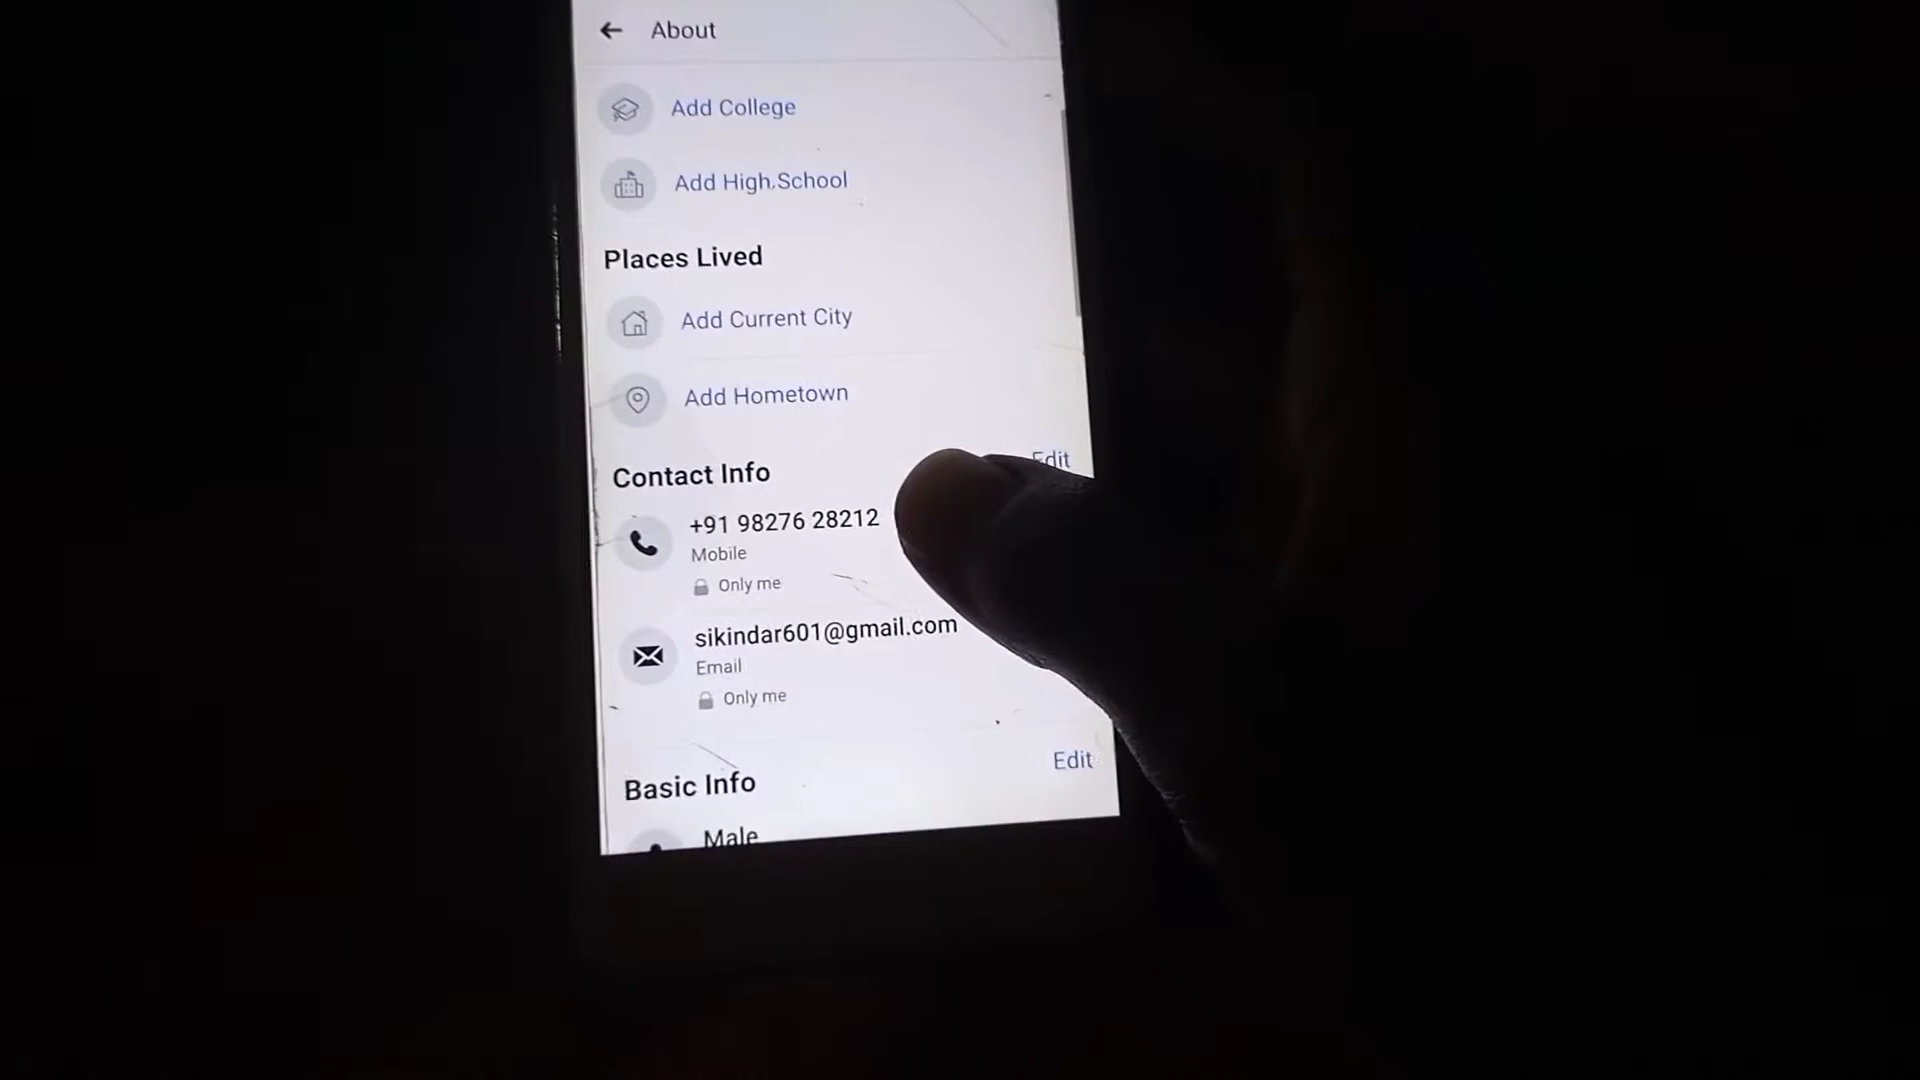 About
Add College
Add High School
Places Lived
Add Current City
Add Hometown
Contact Info
Edit
+91 98276 28212
Mobile
Only me
sikindar601@gmail.com
Email
Only me
Basic Info
Edit
Male